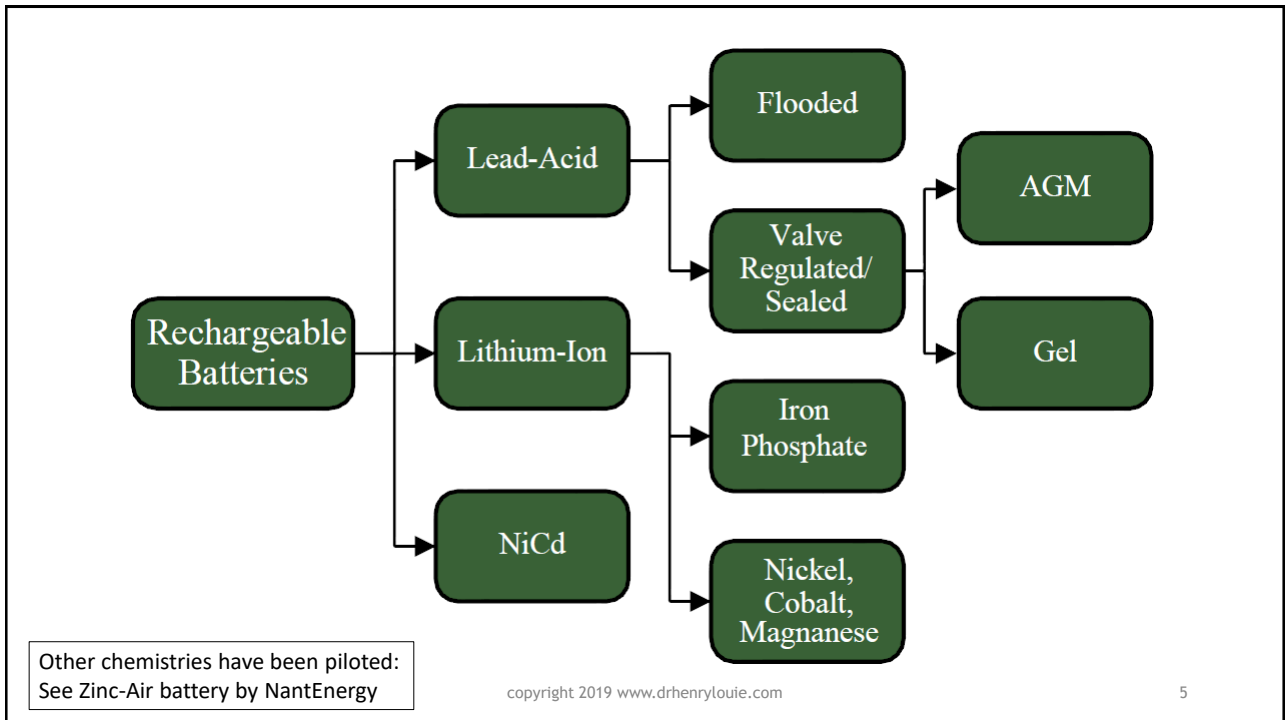 Flooded
Lead-Acid
AGM
Valve
Regulated/
Sealed
Rechargeable
Batteries
Lithium-Ion
Gel
Iron
Phosphate
NiCd
Nickel,
Cobalt,
Magnanese
Other chemistries have been piloted:
See Zinc-Air battery by NantEnergy
copyright 2019 www.drhenrylouie.com
5